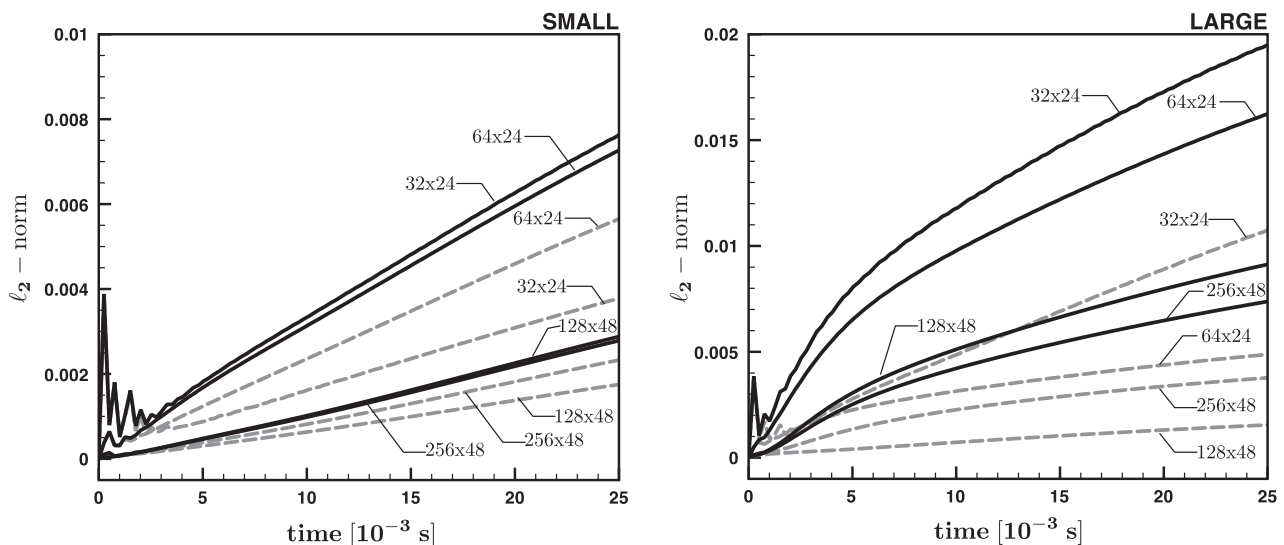 SMALL
0.01
0.008
0.006
0.004
0.002
0
ℓ₂ − norm
64x24
32x24
64x24
32x24
128x48
128x48
256x48
256x48
0 5 10 15 20 25
time [10⁻³ s]
LARGE
0.02
0.015
0.01
0.005
0
ℓ₂ − norm
32x24
64x24
32x24
256x48
128x48
64x24
256x48
128x48
0 5 10 15 20 25
time [10⁻³ s]